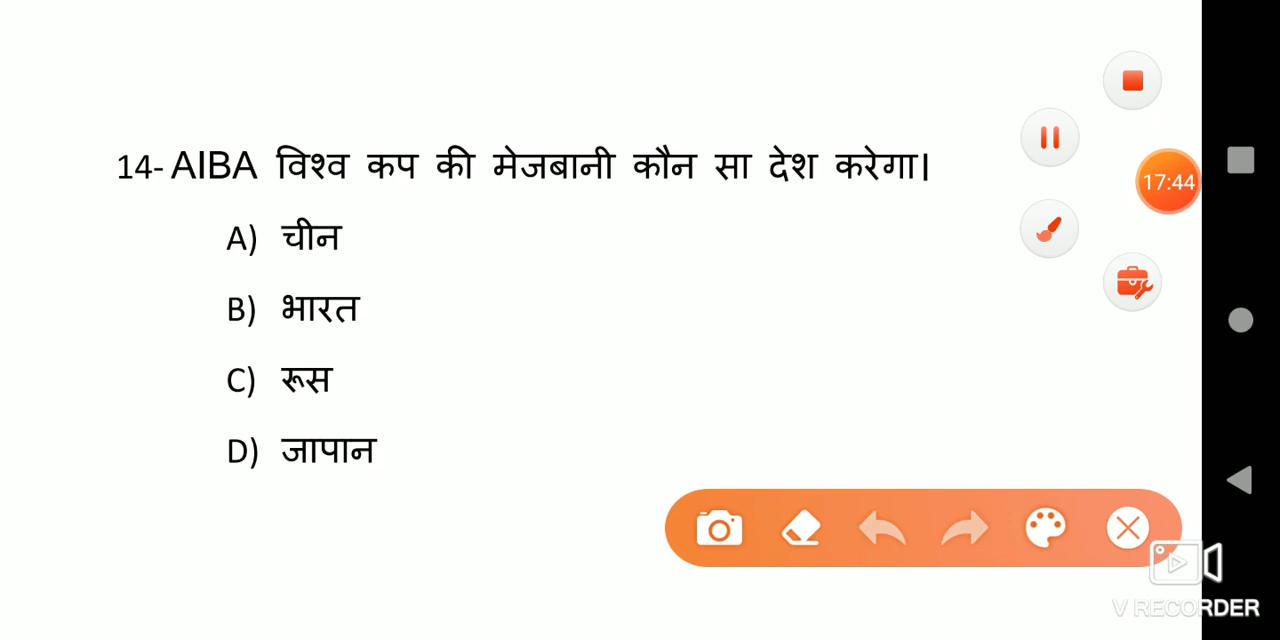 14- AIBA विश्व कप की मेजबानी कौन सा देश करेगा।
A) चीन
B) भारत
C) रूस
D) जापान
17:44
V RECORDER